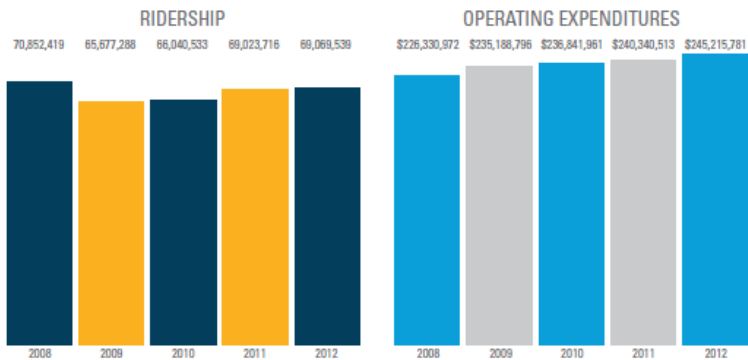 RIDERSHIP
70,852,419 65,677,288 66,040,533 69,023,716 69,069,539
2008 2009 2010 2011 2012
OPERATING EXPENDITURES
$226,330,972 $235,188,796 $236,841,961 $240,340,513 $245,215,781
2008 2009 2010 2011 2012